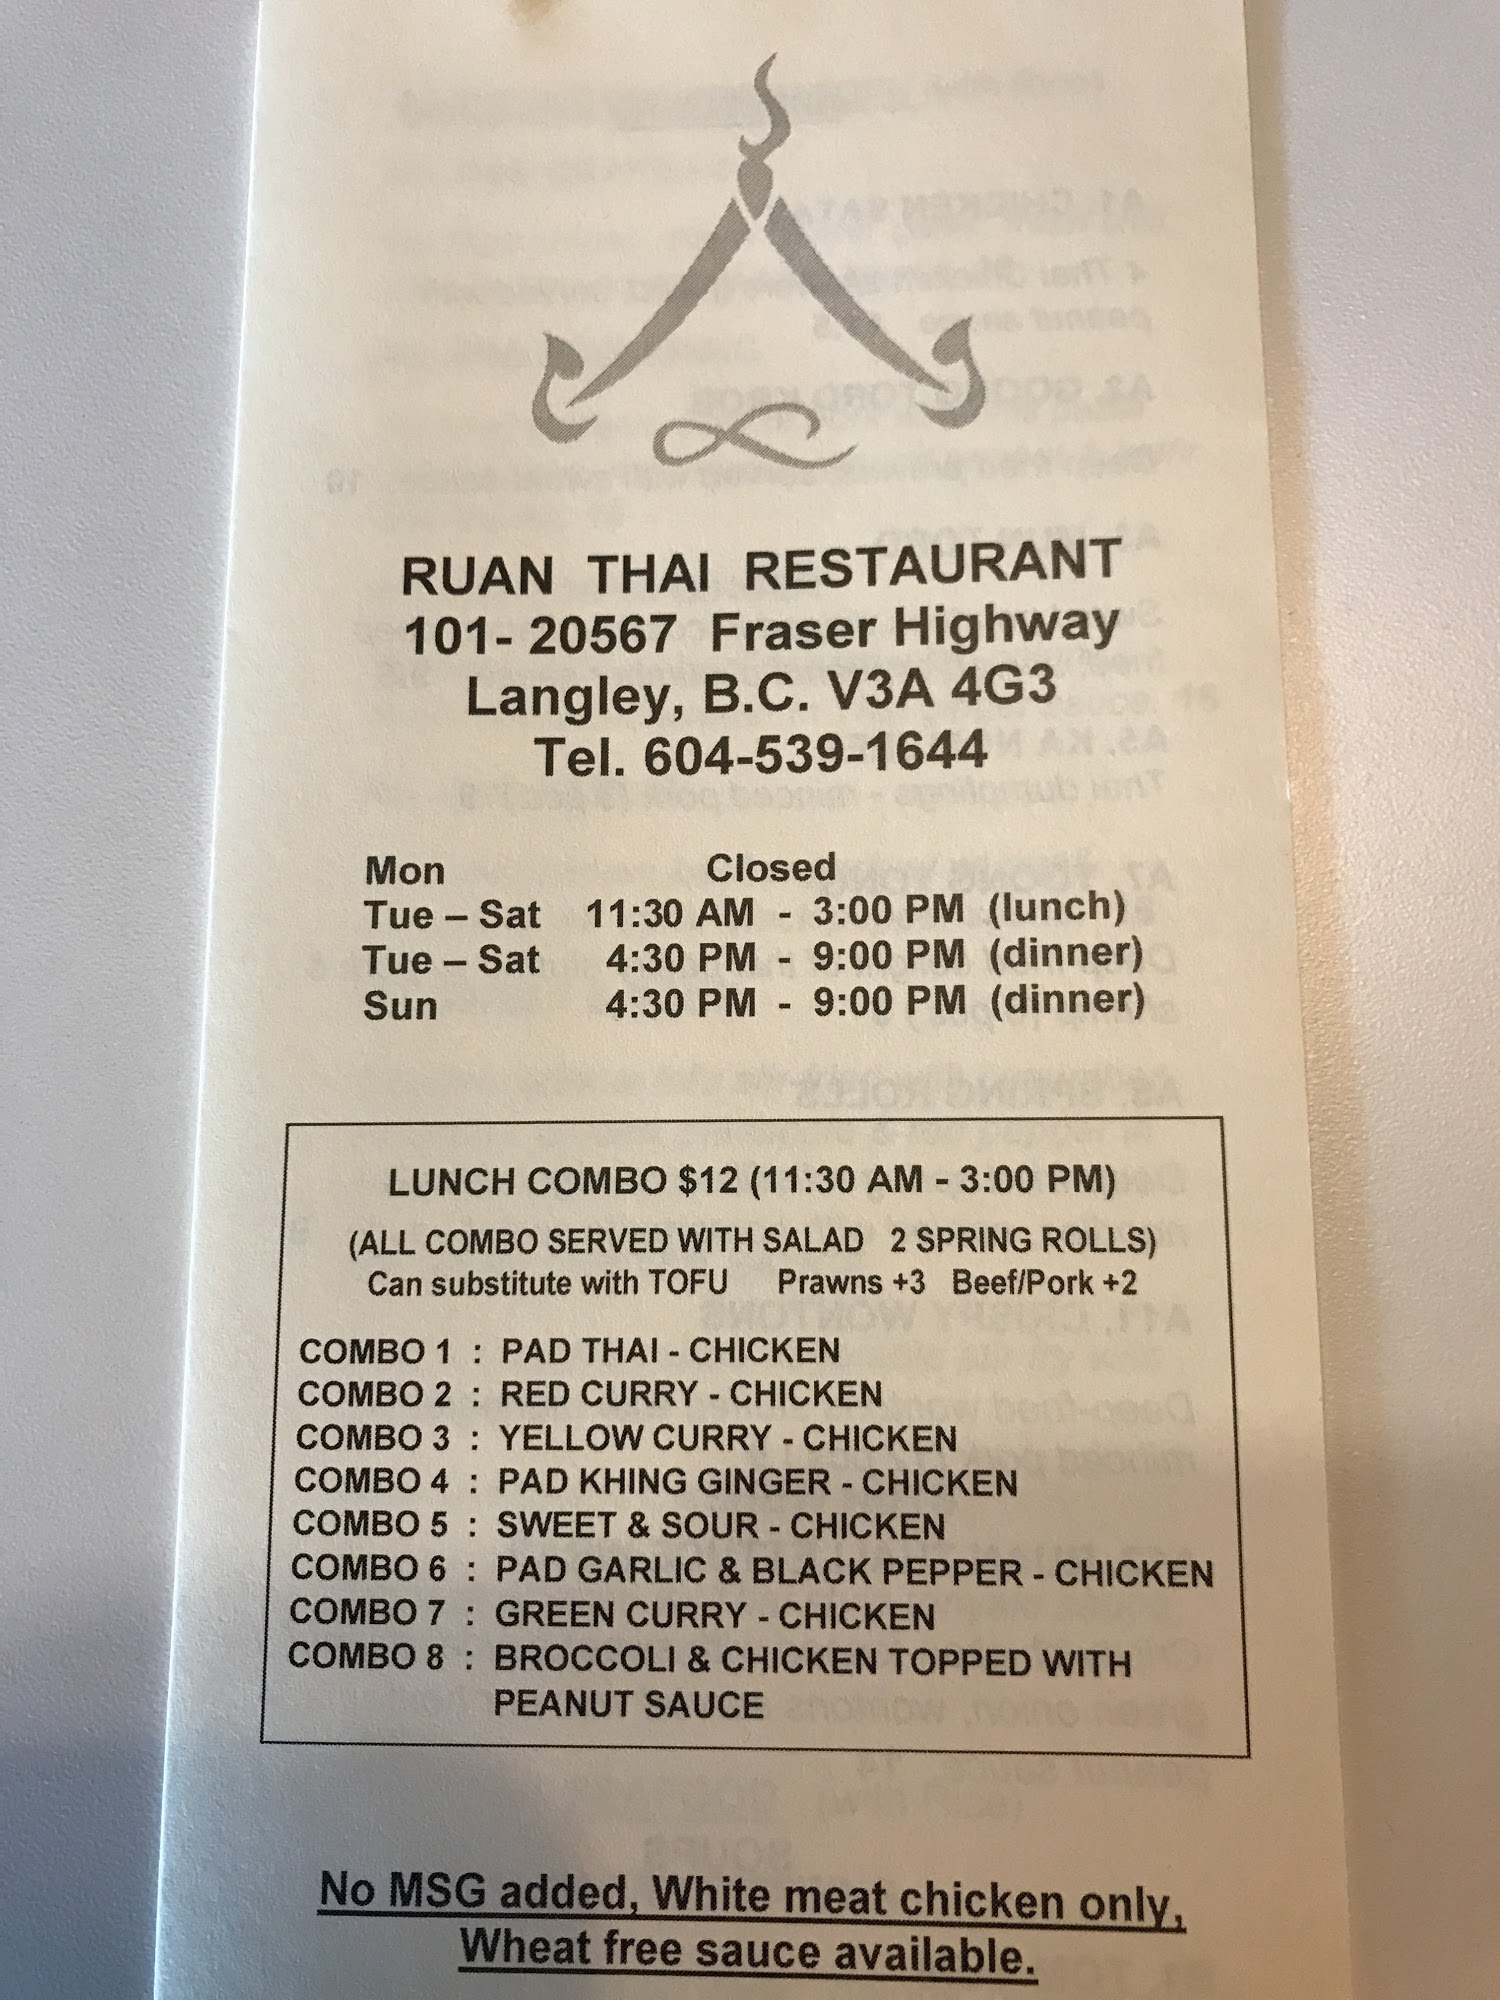 RUAN THAI RESTAURANT
101- 20567 Fraser Highway
Langley, B.C. V3A 4G3
Tel. 604-539-1644
Mon Closed
Tue – Sat 11:30 AM - 3:00 PM (lunch)
Tue – Sat 4:30 PM - 9:00 PM (dinner)
Sun 4:30 PM - 9:00 PM (dinner)
LUNCH COMBO $12 (11:30 AM - 3:00 PM)
(ALL COMBO SERVED WITH SALAD 2 SPRING ROLLS)
Can substitute with TOFU Prawns +3 Beef/Pork +2
COMBO 1 : PAD THAI - CHICKEN
COMBO 2 : RED CURRY - CHICKEN
COMBO 3 : YELLOW CURRY - CHICKEN
COMBO 4 : PAD KHING GINGER - CHICKEN
COMBO 5 : SWEET & SOUR - CHICKEN
COMBO 6 : PAD GARLIC & BLACK PEPPER - CHICKEN
COMBO 7 : GREEN CURRY - CHICKEN
COMBO 8 : BROCCOLI & CHICKEN TOPPED WITH
PEANUT SAUCE
No MSG added, White meat chicken only,
Wheat free sauce available.